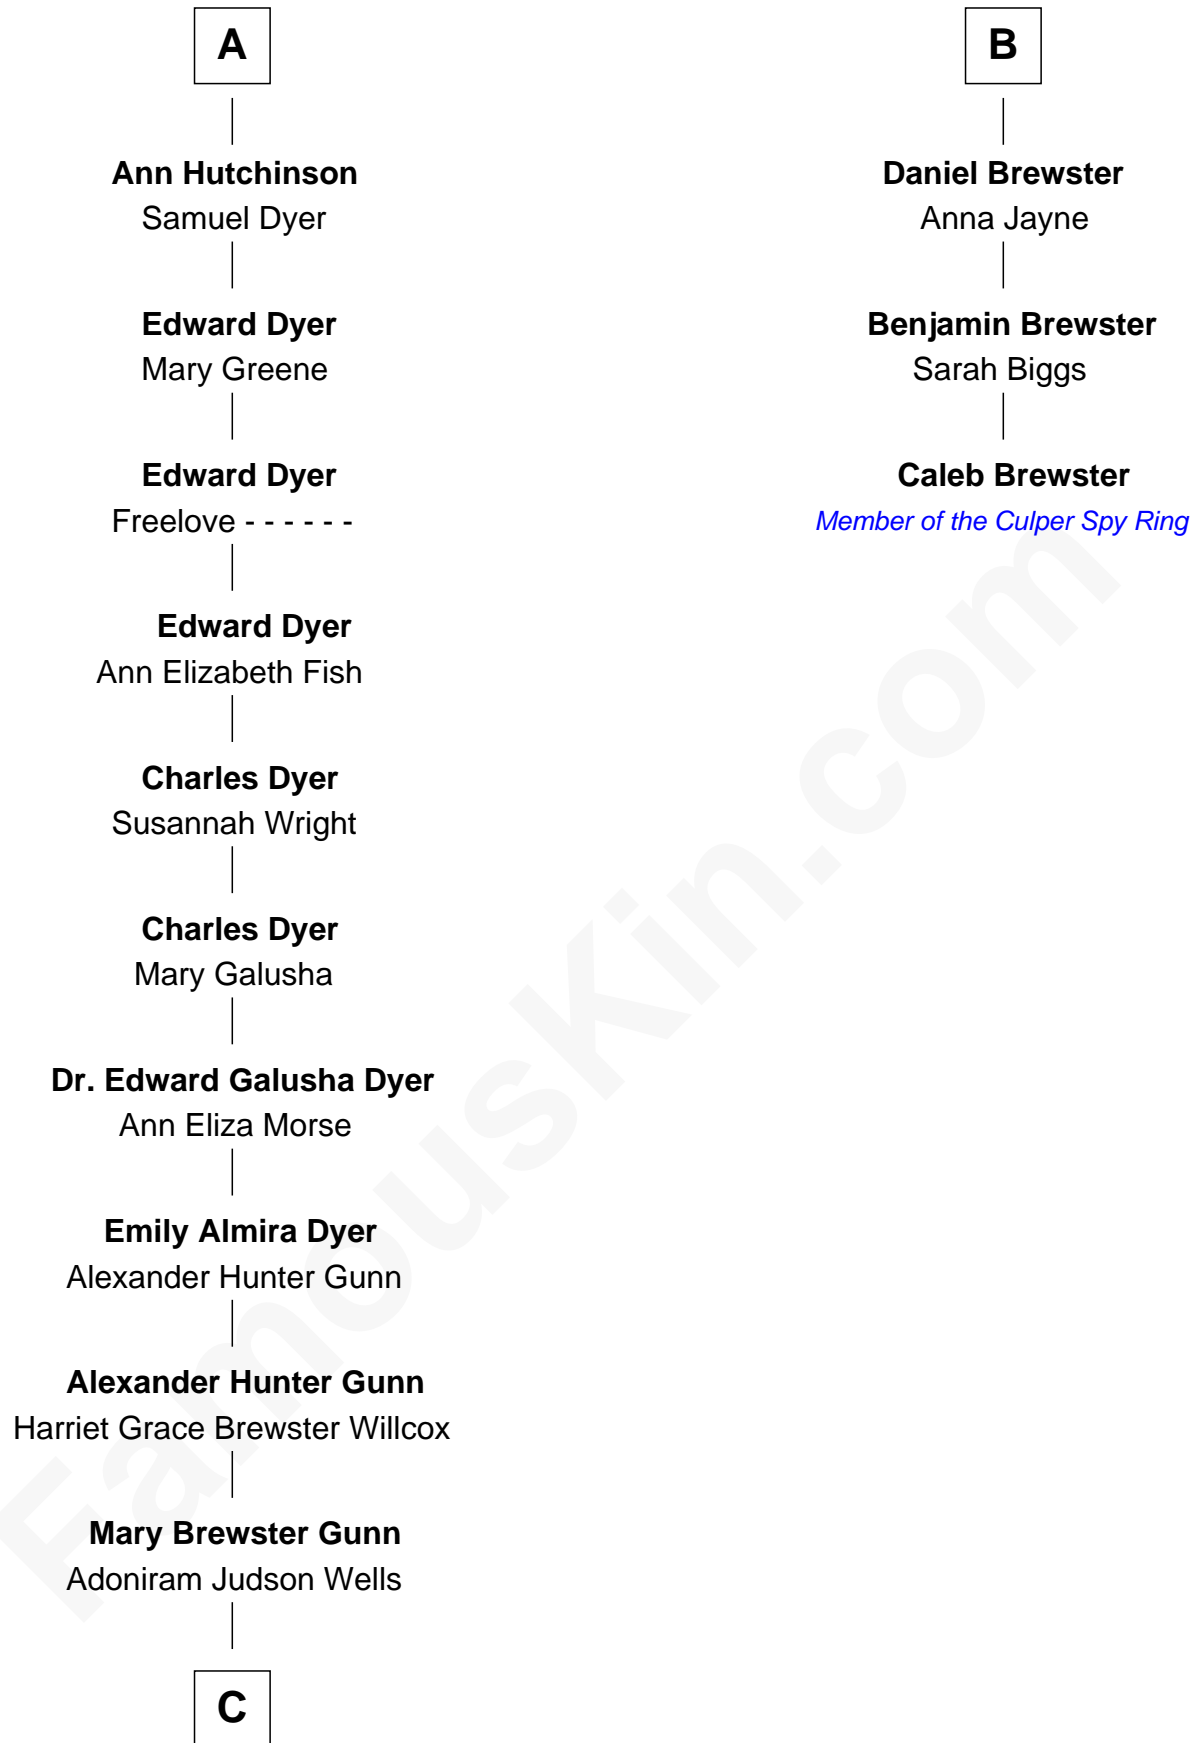 A
Ann Hutchinson
Samuel Dyer
Edward Dyer
Mary Greene
Edward Dyer
Freelove - - - - - -
Edward Dyer
Ann Elizabeth Fish
Charles Dyer
Susannah Wright
Charles Dyer
Mary Galusha
Dr. Edward Galusha Dyer
Ann Eliza Morse
Emily Almira Dyer
Alexander Hunter Gunn
Alexander Hunter Gunn
Harriet Grace Brewster Willcox
Mary Brewster Gunn
Adoniram Judson Wells
C
B
Daniel Brewster
Anna Jayne
Benjamin Brewster
Sarah Biggs
Caleb Brewster
Member of the Culper Spy Ring
FamousKin.com